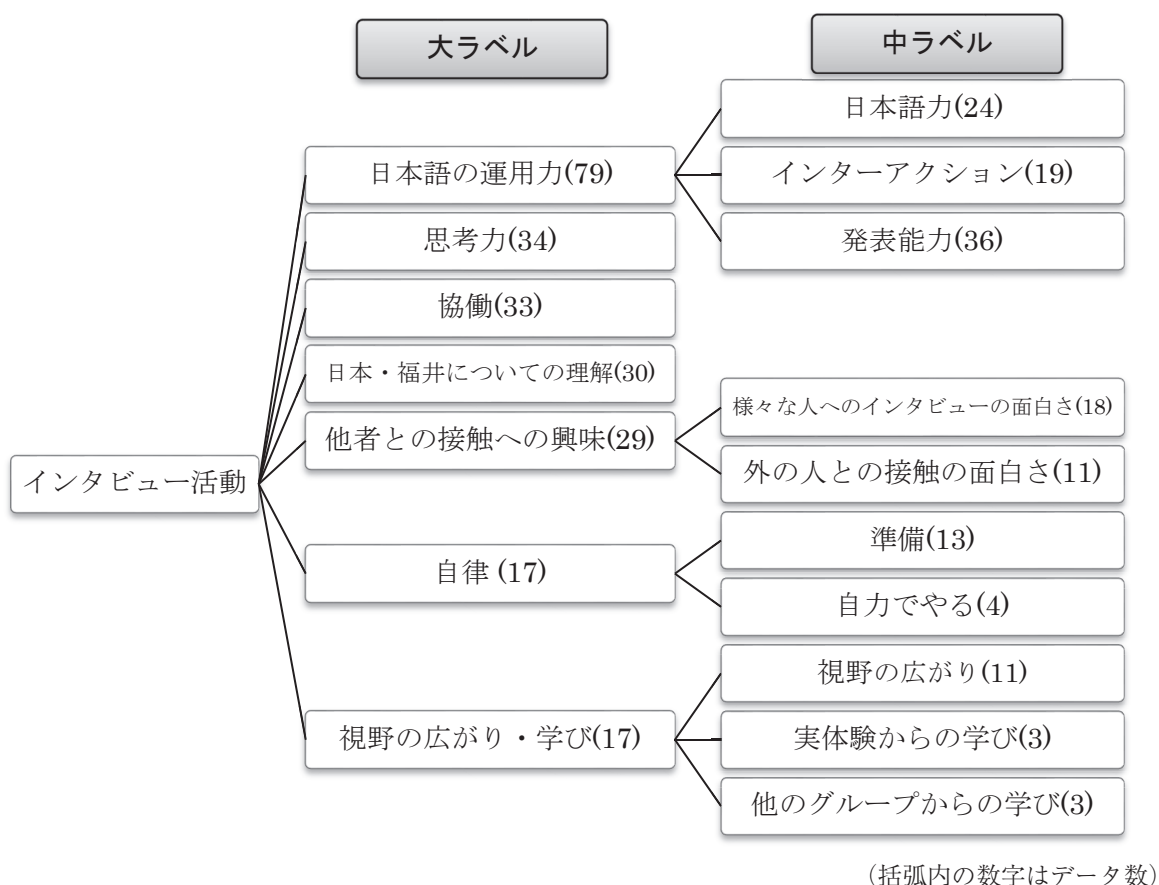 大ラベル
中ラベル
インタビュー活動
日本語の運用力(79)
日本語力(24)
インターアクション(19)
発表能力(36)
思考力(34)
協働(33)
日本・福井についての理解(30)
他者との接触への興味(29)
様々な人へのインタビューの面白さ(18)
外の人との接触の面白さ(11)
自律 (17)
準備(13)
自力でやる(4)
視野の広がり・学び(17)
視野の広がり(11)
実体験からの学び(3)
他のグループからの学び(3)
(括弧内の数字はデータ数)